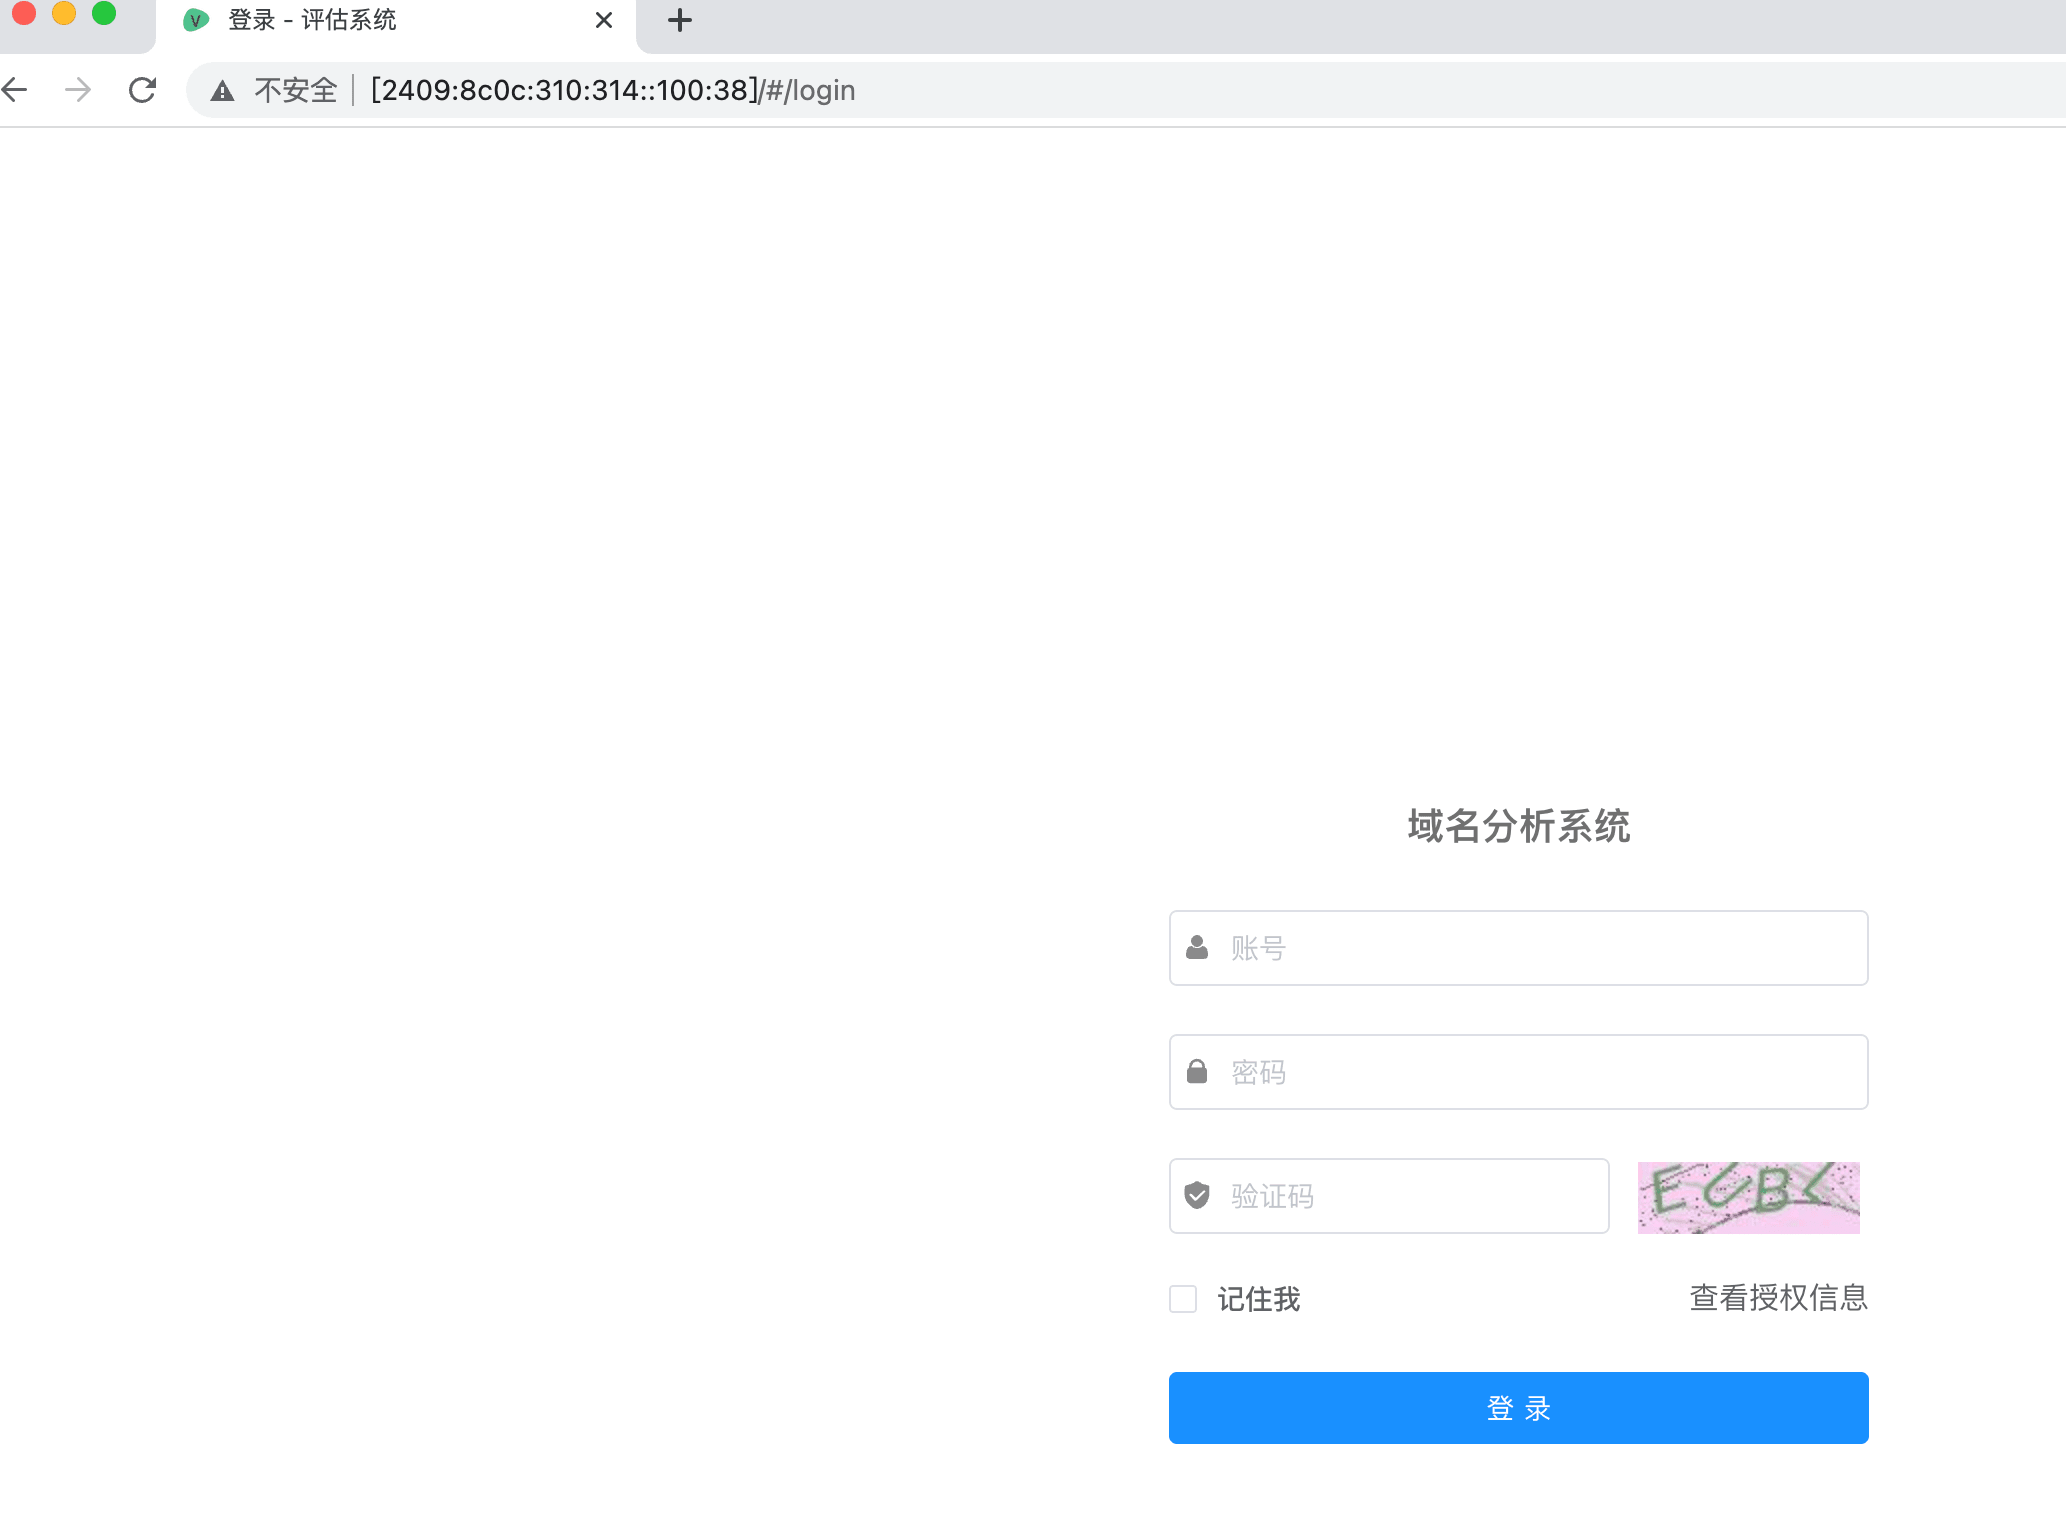 登录 - 评估系统
不安全 | [2409:8c0c:310:314::100:38]/#/login
域名分析系统
账号
密码
验证码
记住我
查看授权信息
登 录